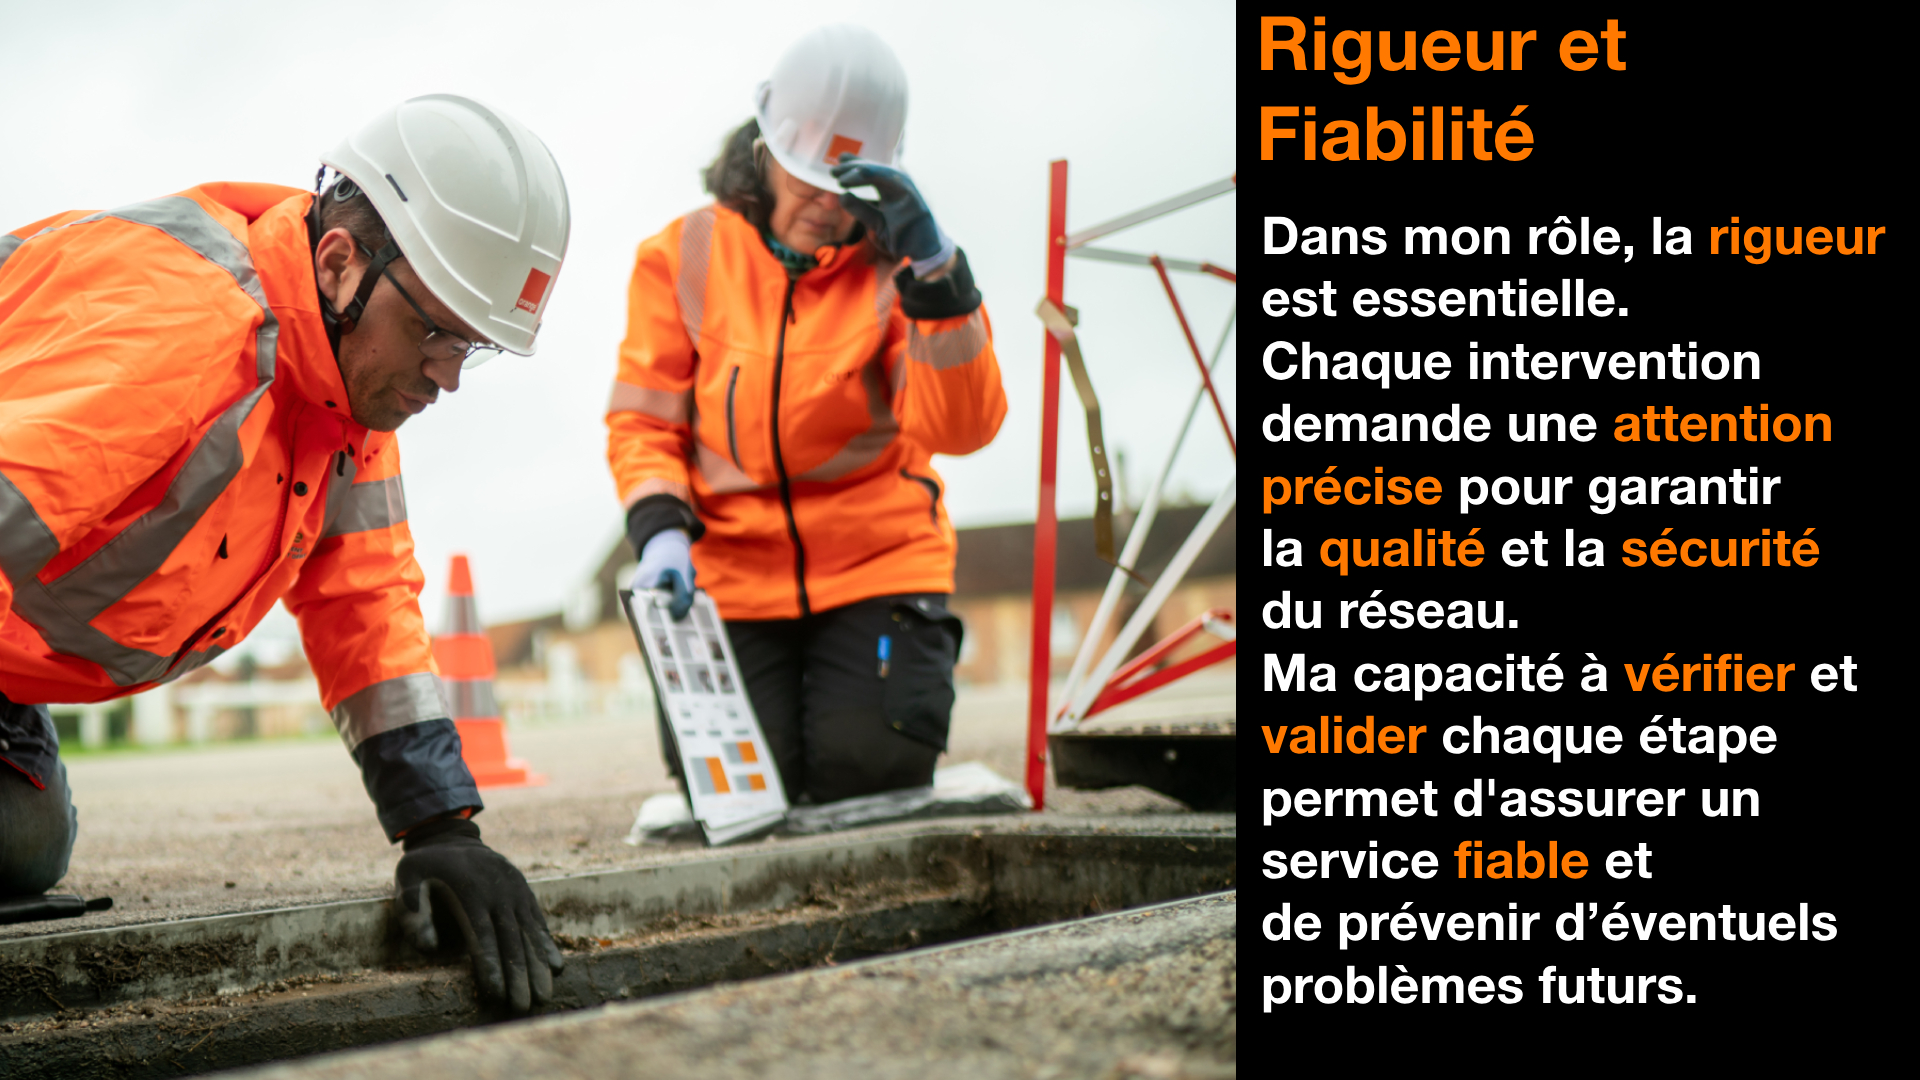 Rigueur et
Fiabilité
Dans mon rôle, la rigueur
est essentielle.
Chaque intervention
demande une attention
précise pour garantir
la qualité et la sécurité
du réseau.
Ma capacité à vérifier et
valider chaque étape
permet d'assurer un
service fiable et
de prévenir d’éventuels
problèmes futurs.
orange